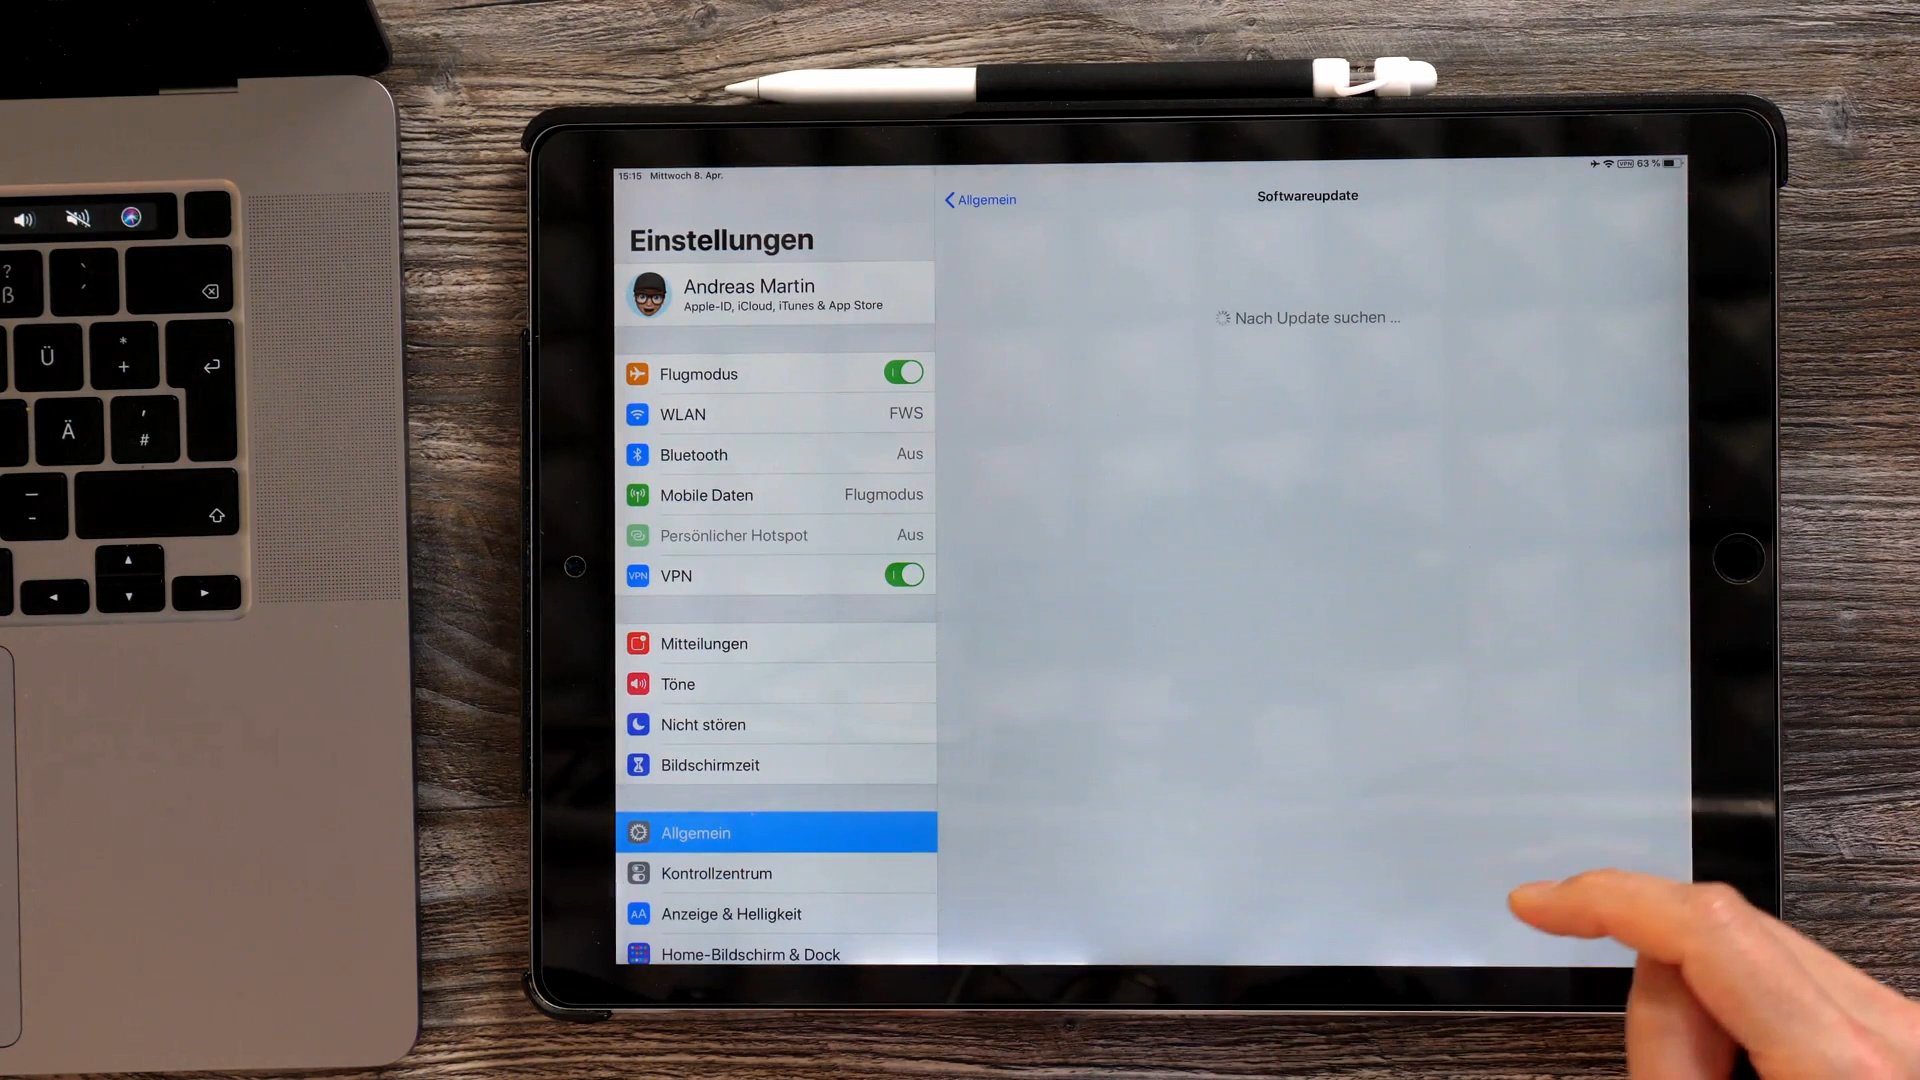 15:15 Mittwoch 8. Apr.
VPN 63 %
Einstellungen
Andreas Martin
Apple-ID, iCloud, iTunes & App Store
Flugmodus
WLAN FWS
Bluetooth Aus
Mobile Daten Flugmodus
Persönlicher Hotspot Aus
VPN VPN
Mitteilungen
Töne
Nicht stören
Bildschirmzeit
Allgemein
Kontrollzentrum
AA Anzeige & Helligkeit
Home-Bildschirm & Dock
Allgemein
Softwareupdate
Nach Update suchen ...
?
ß
Ü
*
+
Ä
'
#
_
-